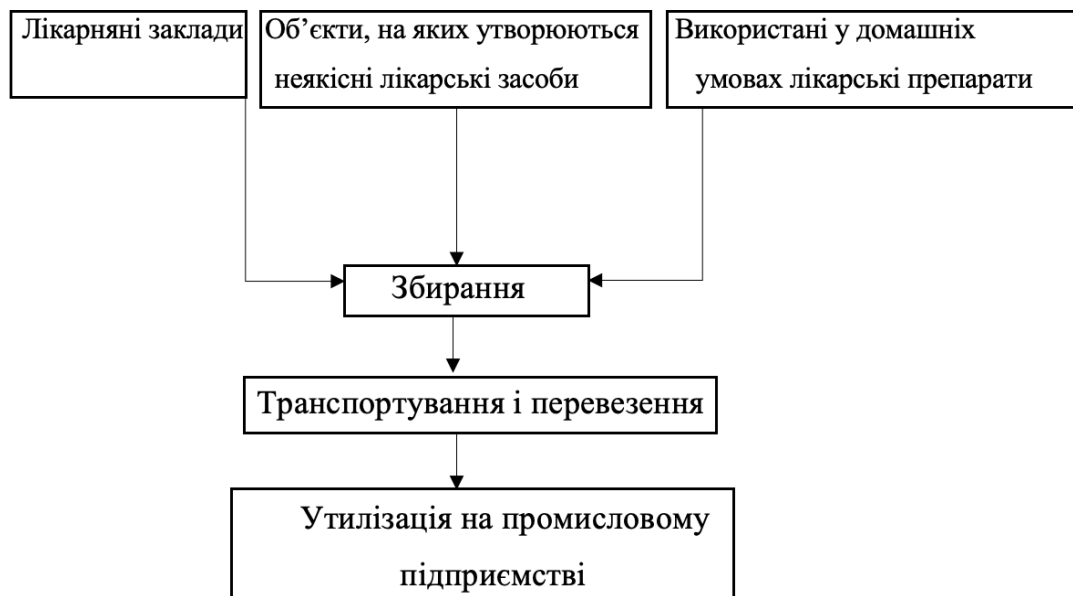 Лікарняні заклади
Об’єкти, на яких утворюються
неякісні лікарські засоби
Використані у домашніх
умовах лікарські препарати
Збирання
Транспортування і перевезення
Утилізація на промисловому
підприємстві